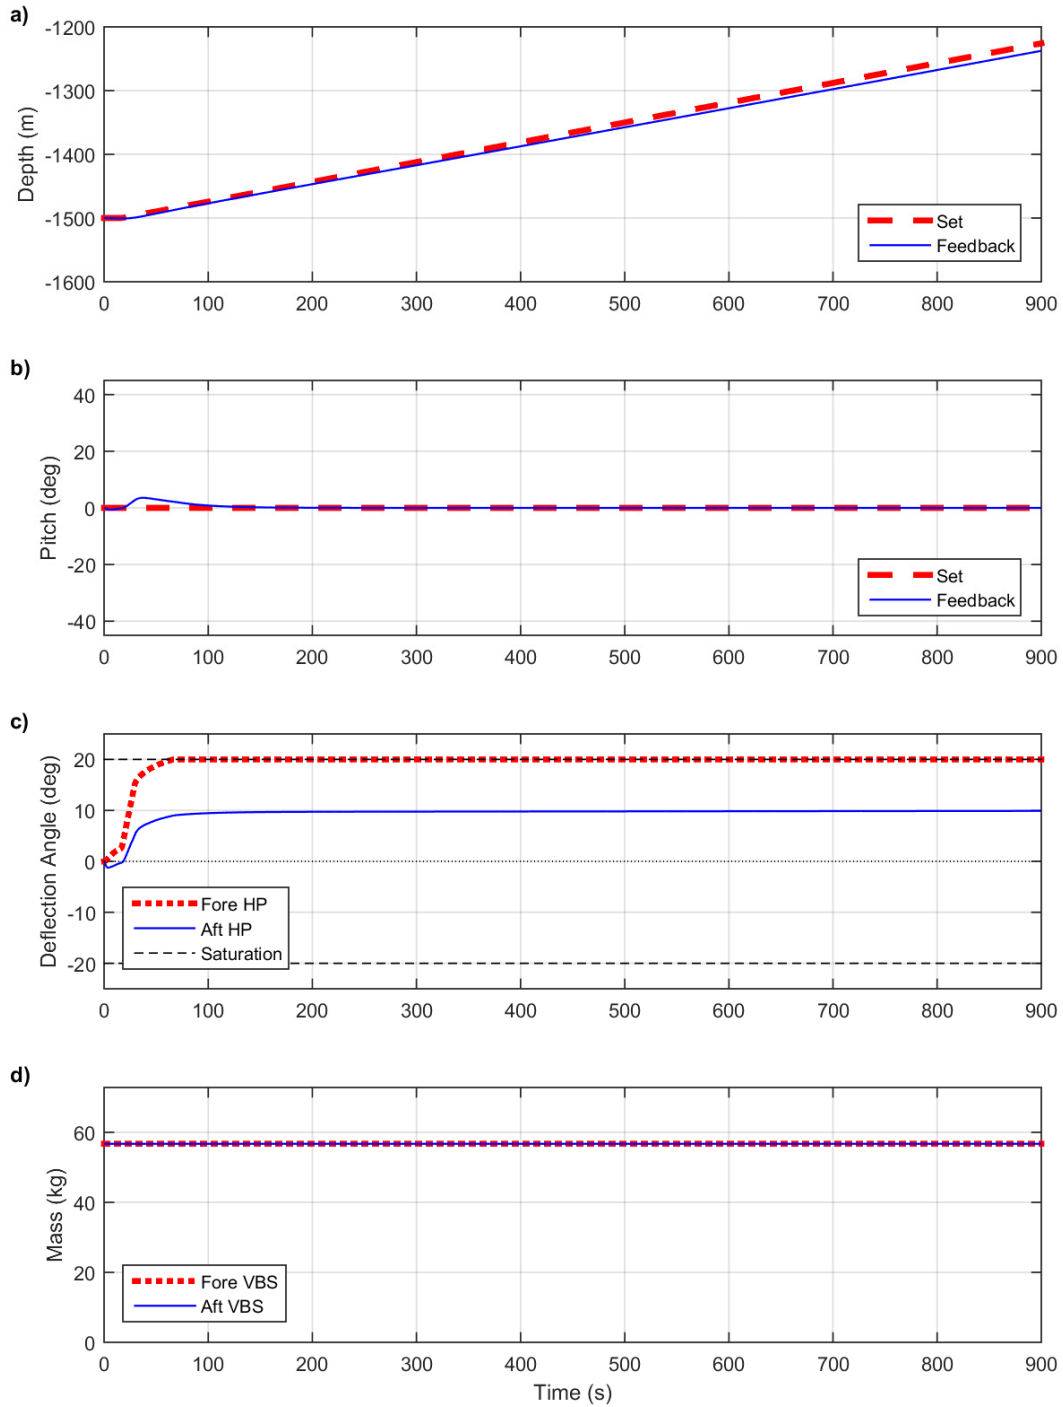 a)
-1200
-1300
-1400
-1500
-1600
Depth (m)
Set
Feedback
0 100 200 300 400 500 600 700 800 900
b)
40
20
0
-20
-40
Pitch (deg)
Set
Feedback
0 100 200 300 400 500 600 700 800 900
c)
20
10
0
-10
-20
Deflection Angle (deg)
Fore HP
Aft HP
Saturation
0 100 200 300 400 500 600 700 800 900
d)
60
40
20
0
Mass (kg)
Fore VBS
Aft VBS
0 100 200 300 400 500 600 700 800 900
Time (s)